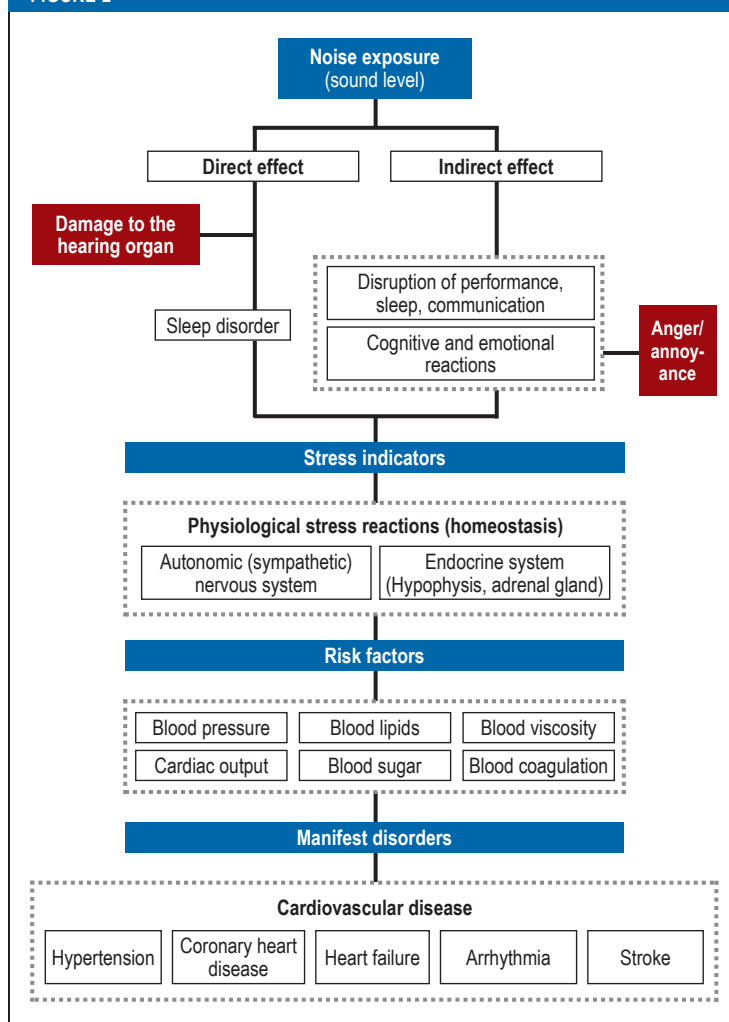 Noise exposure
(sound level)
Direct effect
Indirect effect
Damage to the
hearing organ
Disruption of performance,
sleep, communication
Sleep disorder
Cognitive and emotional
reactions
Anger/
annoy-
ance
Stress indicators
Physiological stress reactions (homeostasis)
Autonomic (sympathetic)
nervous system
Endocrine system
(Hypophysis, adrenal gland)
Risk factors
Blood pressure
Blood lipids
Blood viscosity
Cardiac output
Blood sugar
Blood coagulation
Manifest disorders
Cardiovascular disease
Hypertension
Coronary heart
disease
Heart failure
Arrhythmia
Stroke